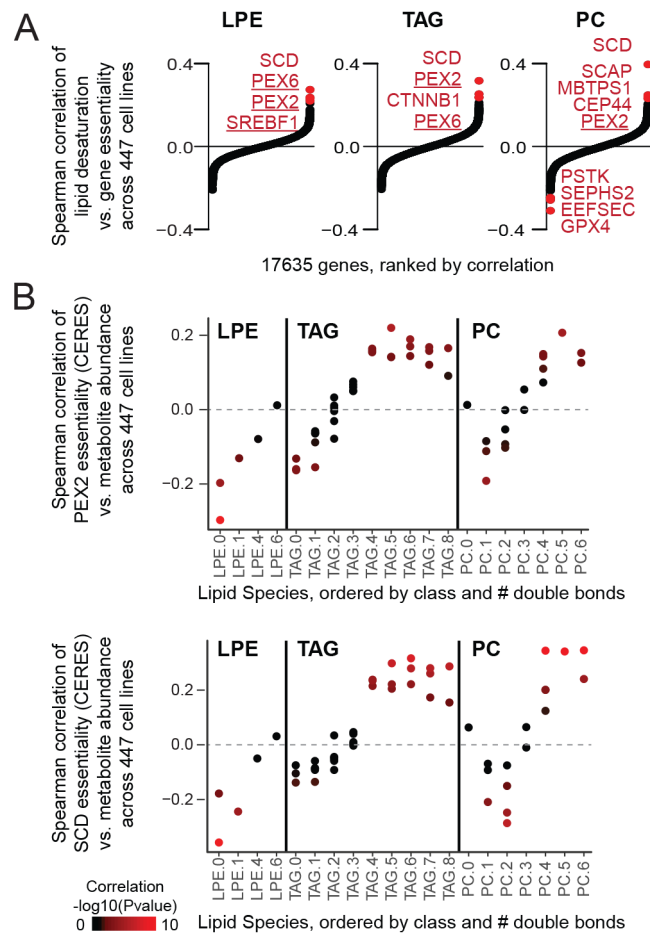 A
LPE
TAG
PC
Spearman correlation of
lipid desaturation
vs. gene essentiality
across 447 cell lines
0.4
0.0
−0.4
SCD
PEX6
PEX2
SREBF1
SCD
PEX2
CTNNB1
PEX6
0.4
0.0
−0.4
SCD
SCAP
MBTPS1
CEP44
PEX2
PSTK
SEPHS2
EEFSEC
GPX4
17635 genes, ranked by correlation
B
Spearman correlation of
PEX2 essentiality (CERES)
vs. metabolite abundance
across 447 cell lines
LPE
TAG
PC
0.2
0.0
−0.2
LPE.0
LPE.1
LPE.4
LPE.6
TAG.0
TAG.1
TAG.2
TAG.3
TAG.4
TAG.5
TAG.6
TAG.7
TAG.8
PC.0
PC.1
PC.2
PC.3
PC.4
PC.5
PC.6
Lipid Species, ordered by class and # double bonds
Spearman correlation of
SCD essentiality (CERES)
vs. metabolite abundance
across 447 cell lines
LPE
TAG
PC
0.2
0.0
−0.2
LPE.0
LPE.1
LPE.4
LPE.6
TAG.0
TAG.1
TAG.2
TAG.3
TAG.4
TAG.5
TAG.6
TAG.7
TAG.8
PC.0
PC.1
PC.2
PC.3
PC.4
PC.5
PC.6
Lipid Species, ordered by class and # double bonds
Correlation
-log10(Pvalue)
0 10